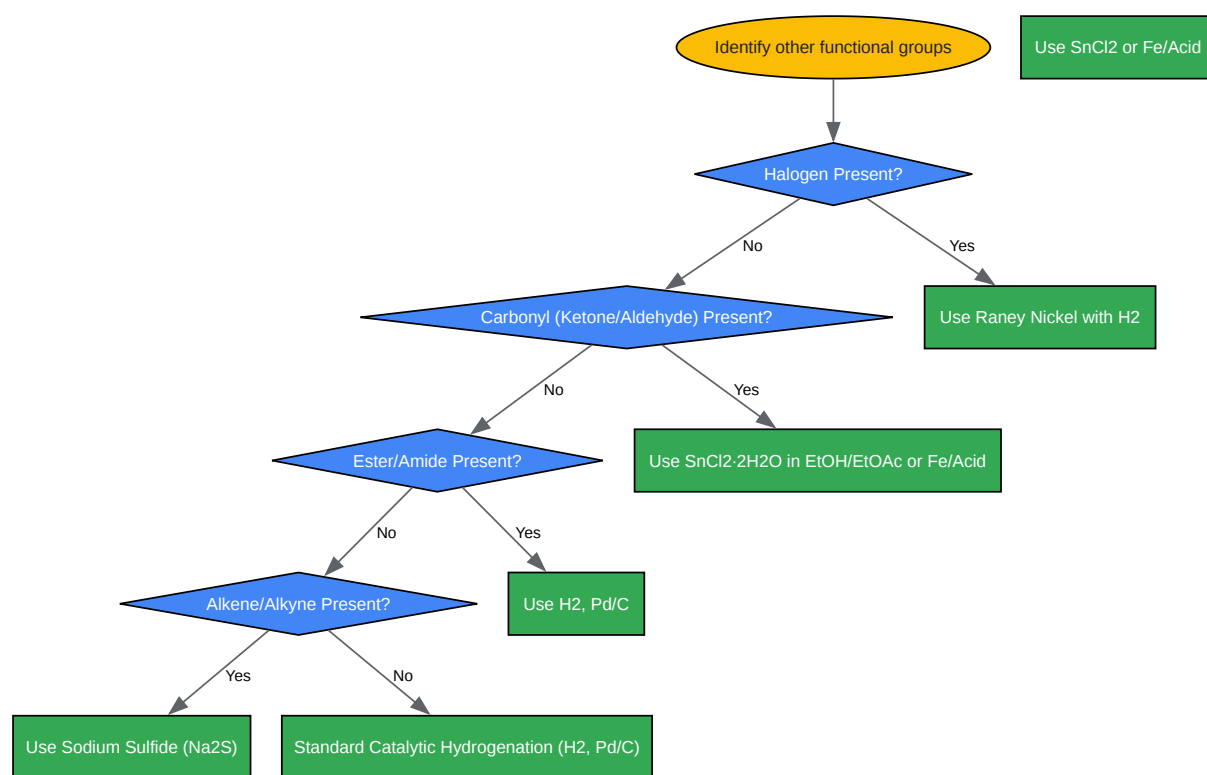 Identify other functional groups
Use SnCl2 or Fe/Acid
Halogen Present?
No
Yes
Carbonyl (Ketone/Aldehyde) Present?
Use Raney Nickel with H2
No
Yes
Ester/Amide Present?
Use SnCl2·2H2O in EtOH/EtOAc or Fe/Acid
No
Yes
Alkene/Alkyne Present?
Use H2, Pd/C
Yes
No
Use Sodium Sulfide (Na2S)
Standard Catalytic Hydrogenation (H2, Pd/C)